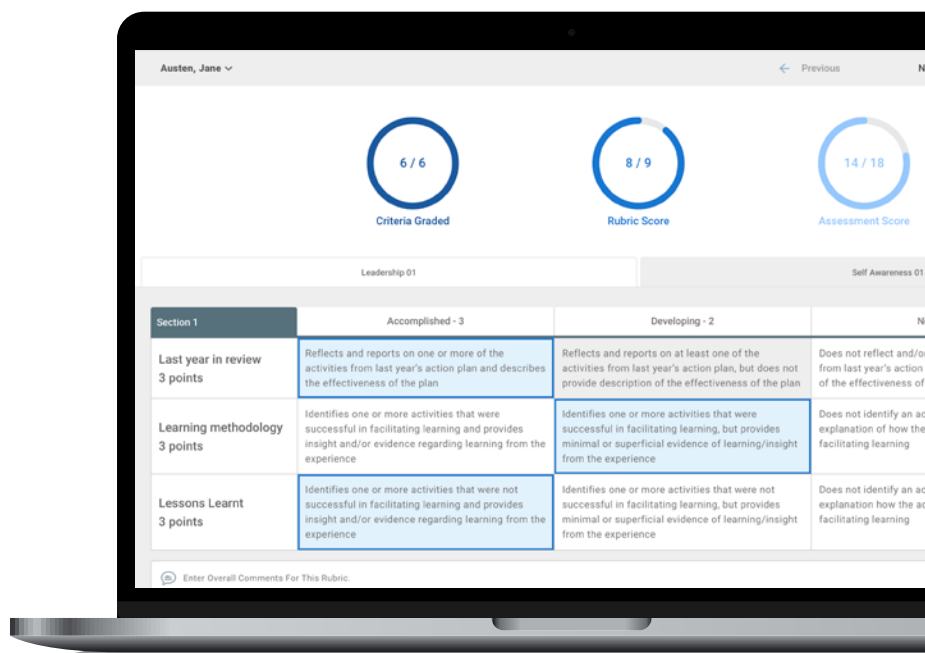 Austen, Jane
Previous
N
6 / 6
8 / 9
14 / 18
Criteria Graded
Rubric Score
Assessment Score
Leadership 01
Self Awareness 01
Section 1
Accomplished - 3
Developing - 2
N
Last year in review
3 points
Reflects and reports on one or more of the
activities from last year's action plan and describes
the effectiveness of the plan
Reflects and reports on at least one of the
activities from last year's action plan, but does not
provide description of the effectiveness of the plan
Does not reflect and/o
from last year's action
of the effectiveness of
Learning methodology
3 points
Identifies one or more activities that were
successful in facilitating learning and provides
insight and/or evidence regarding learning from the
experience
Identifies one or more activities that were
successful in facilitating learning, but provides
minimal or superficial evidence of learning/insight
from the experience
Does not identify an ac
explanation of how the
facilitating learning
Lessons Learnt
3 points
Identifies one or more activities that were not
successful in facilitating learning and provides
insight and/or evidence regarding learning from the
experience
Identifies one or more activities that were not
successful in facilitating learning, but provides
minimal or superficial evidence of learning/insight
from the experience
Does not identify an ac
explanation how the ac
facilitating learning
Enter Overall Comments For This Rubric.